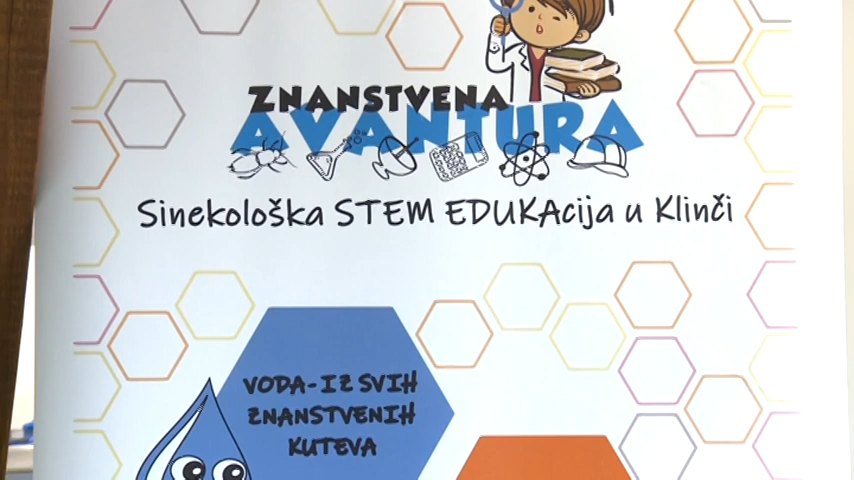 ZNANSTVENA
AVANTURA
Sinekološka STEM EDUKAcija u Klinči
VODA-IZ SVIH
ZNANSTVENIH
KUTEVA